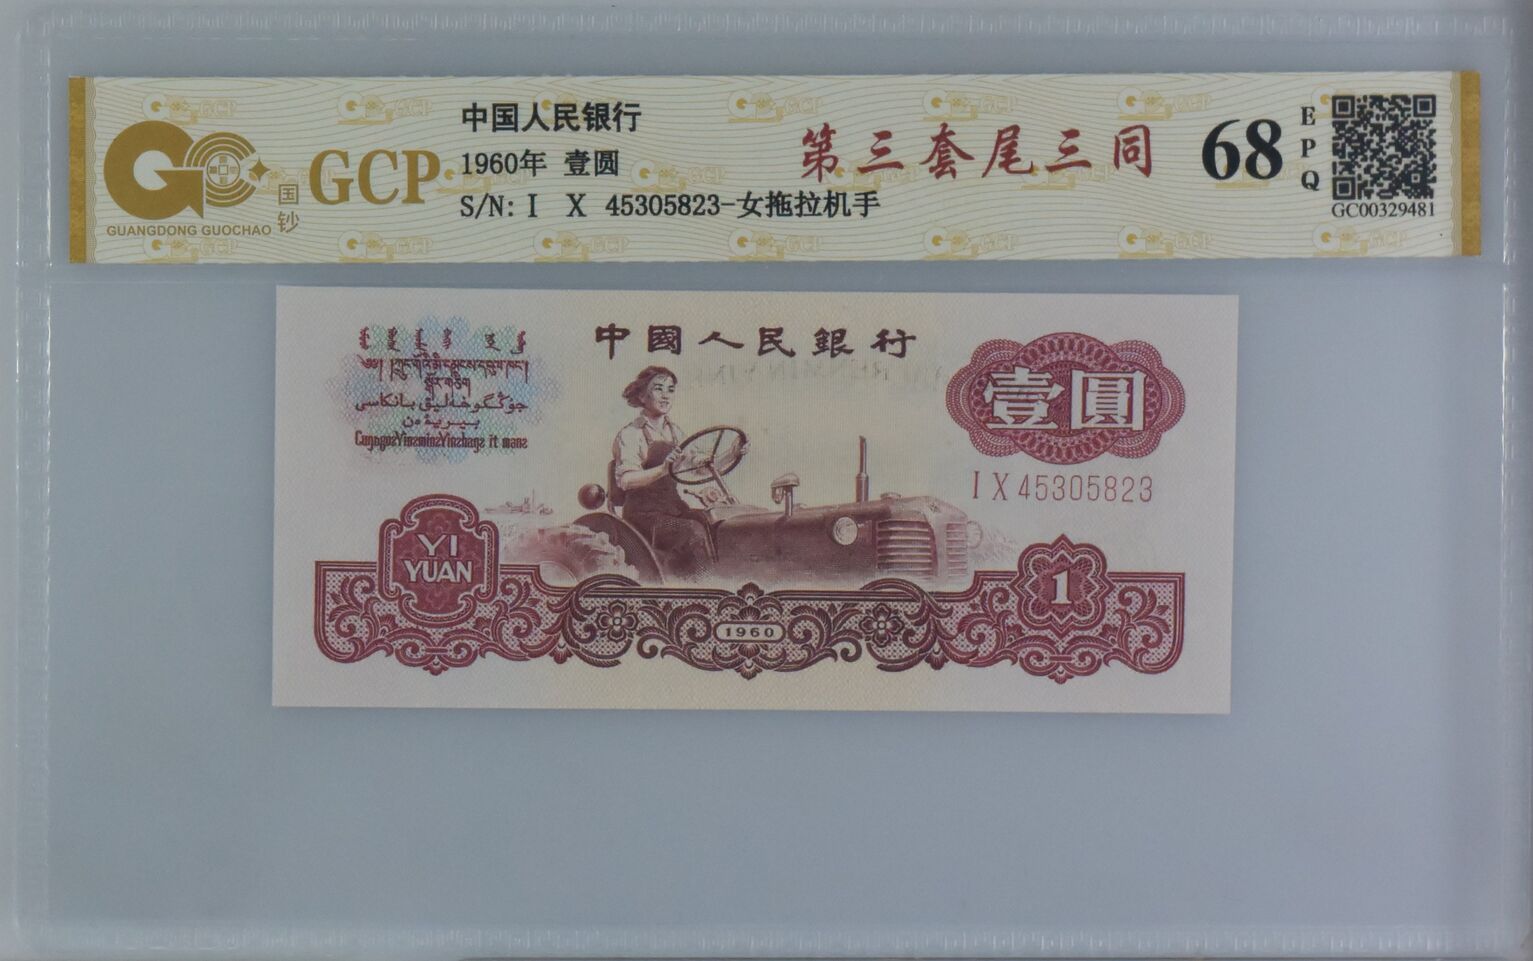 GCP
国钞
GUANGDONG GUOCHAO
中国人民银行
1960年 壹圆
S/N: I X 45305823-女拖拉机手
第三套尾三同
68
EPQ
GC00329481
中國人民銀行
壹圓
I X 45305823
YI
YUAN
1960
1